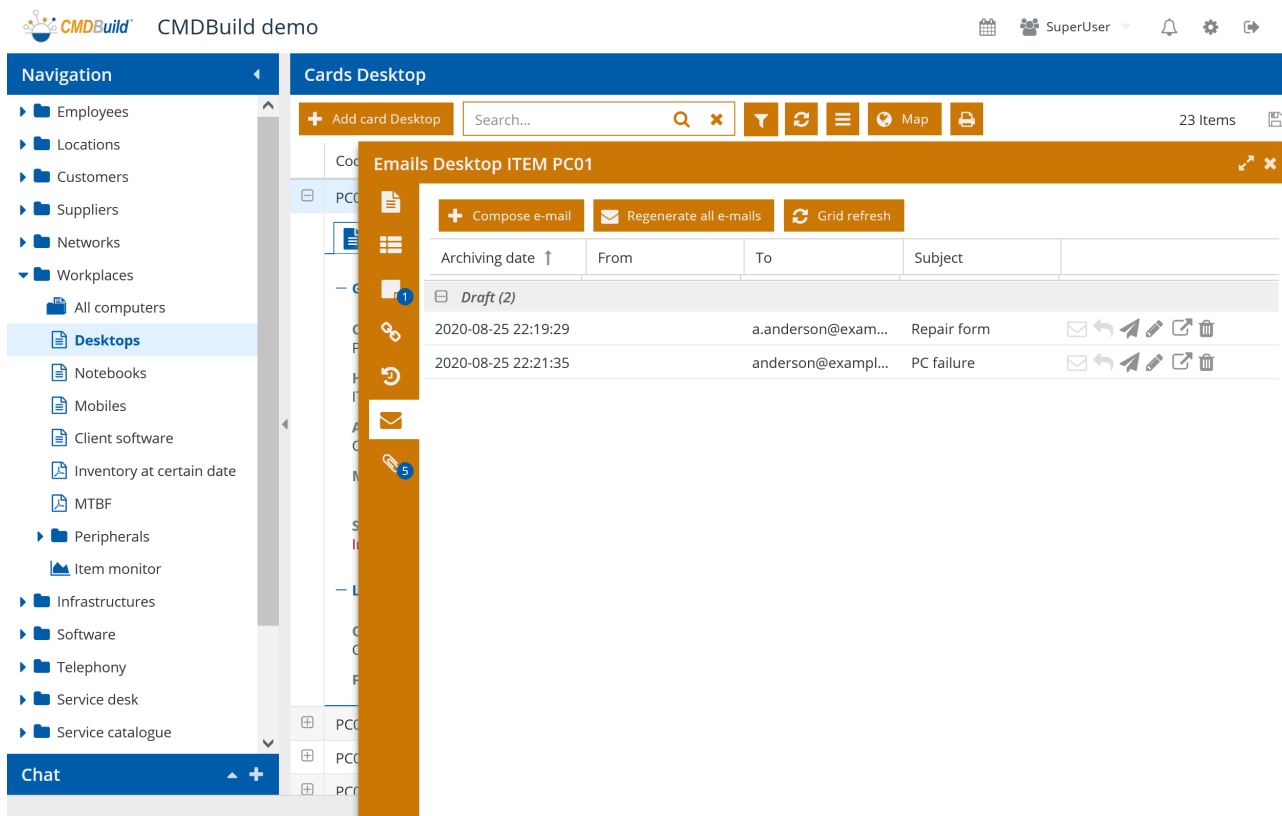 CMDBuild CMDBuild demo SuperUser
Navigation
Employees
Locations
Customers
Suppliers
Networks
Workplaces
All computers
Desktops
Notebooks
Mobiles
Client software
Inventory at certain date
MTBF
Peripherals
Item monitor
Infrastructures
Software
Telephony
Service desk
Service catalogue
Chat
Cards Desktop
Add card Desktop Search... Map 23 Items
Emails Desktop ITEM PC01
1
5
Compose e-mail Regenerate all e-mails Grid refresh
Archiving date From To Subject
Draft (2)
2020-08-25 22:19:29 a.anderson@exam... Repair form
2020-08-25 22:21:35 anderson@exampl... PC failure